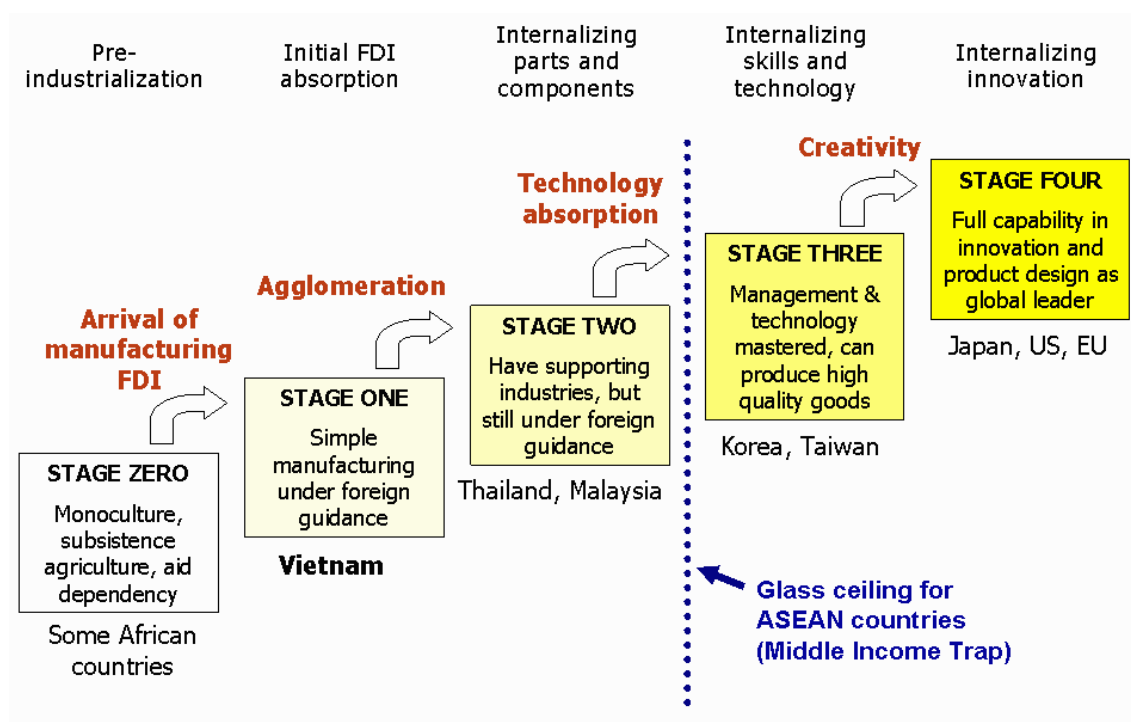 Pre-
industrialization
Initial FDI
absorption
Internalizing
parts and
components
Internalizing
skills and
technology
Internalizing
innovation
Arrival of
manufacturing
FDI
Agglomeration
Technology
absorption
Creativity
STAGE ZERO
Monoculture,
subsistence
agriculture, aid
dependency
Some African
countries
STAGE ONE
Simple
manufacturing
under foreign
guidance
Vietnam
STAGE TWO
Have supporting
industries, but
still under foreign
guidance
Thailand, Malaysia
STAGE THREE
Management &
technology
mastered, can
produce high
quality goods
Korea, Taiwan
STAGE FOUR
Full capability in
innovation and
product design as
global leader
Japan, US, EU
Glass ceiling for
ASEAN countries
(Middle Income Trap)